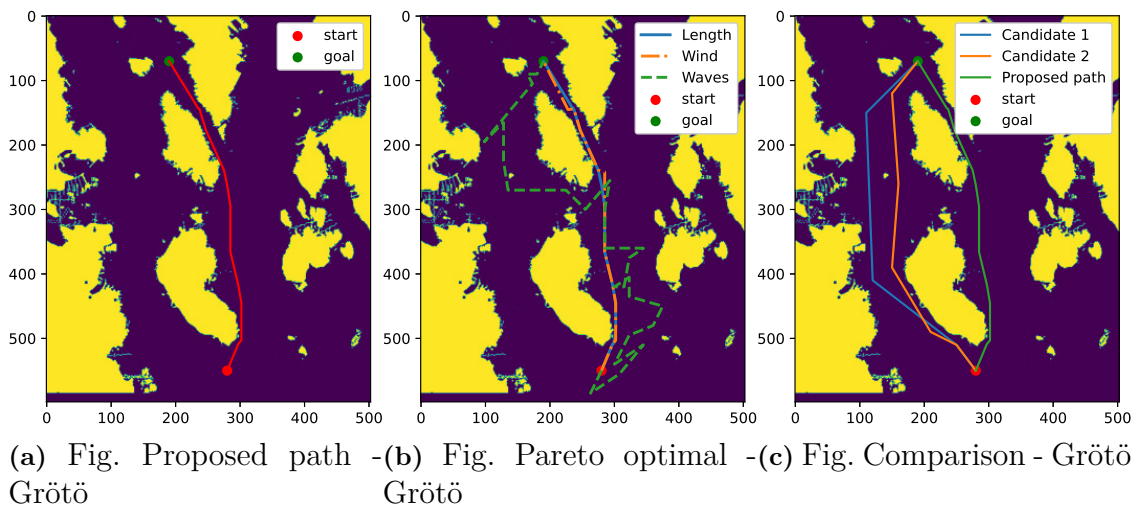 0
100
200
300
400
500
0 100 200 300 400 500
start
goal
(a) Fig. Proposed path -
Grötö
0
100
200
300
400
500
0 100 200 300 400 500
Length
Wind
Waves
start
goal
(b) Fig. Pareto optimal -
Grötö
0
100
200
300
400
500
0 100 200 300 400 500
Candidate 1
Candidate 2
Proposed path
start
goal
(c) Fig. Comparison - Grötö